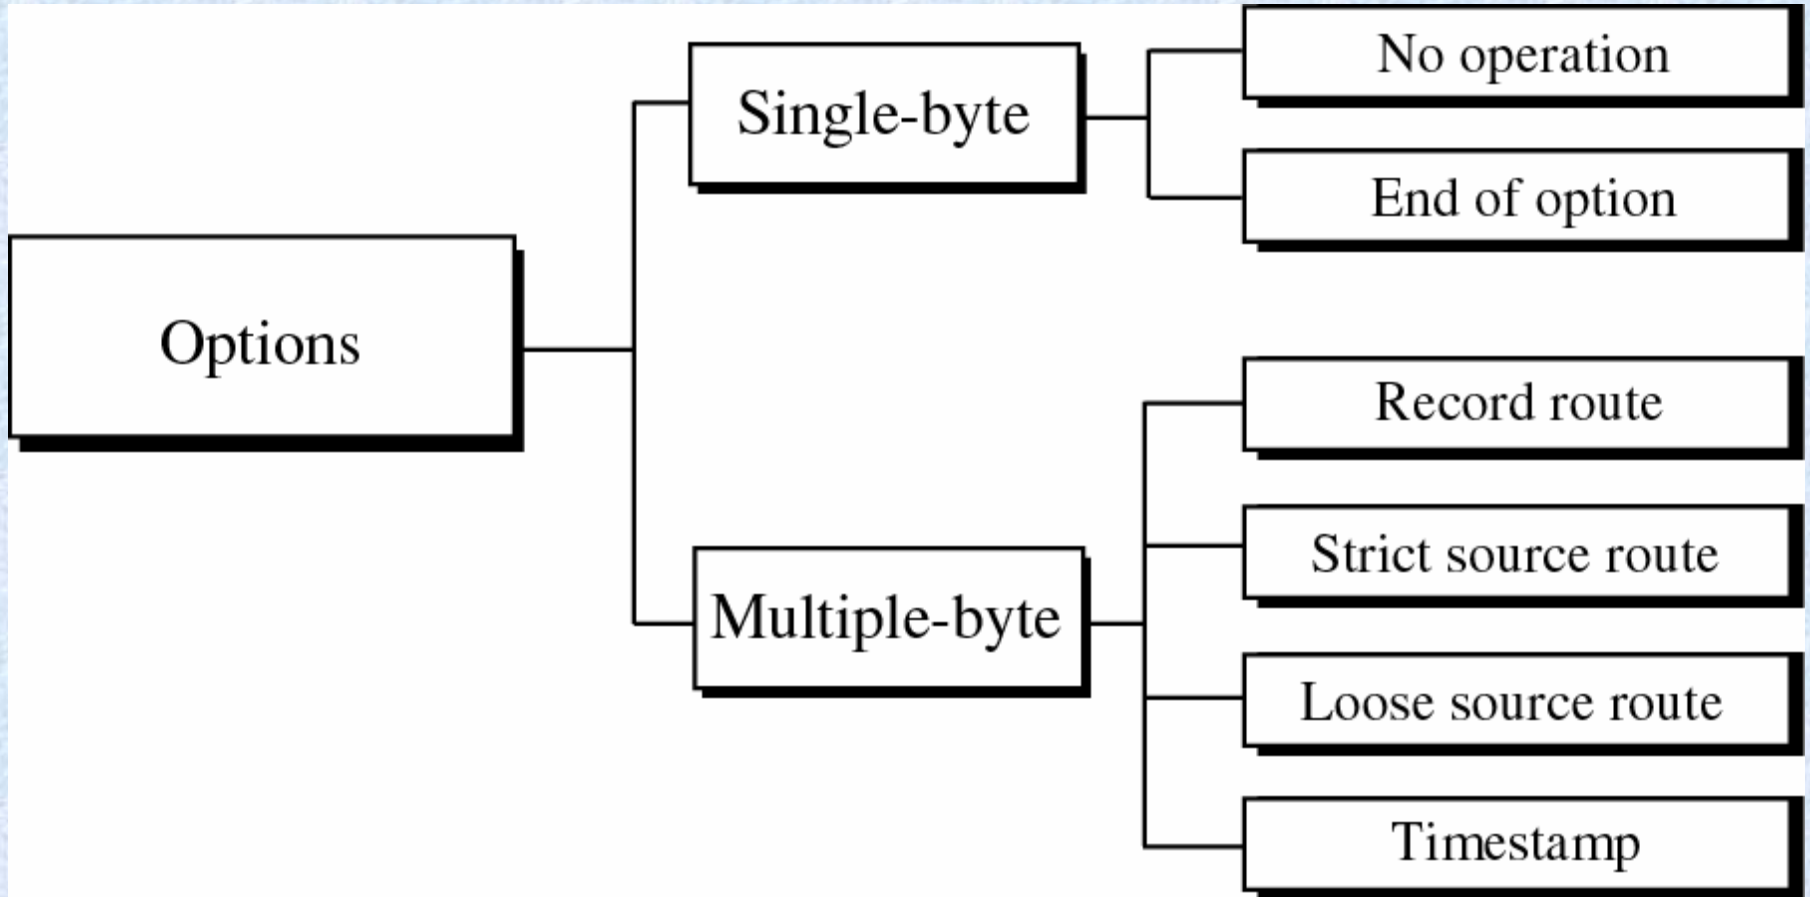 Options
Single-byte
No operation
End of option
Multiple-byte
Record route
Strict source route
Loose source route
Timestamp